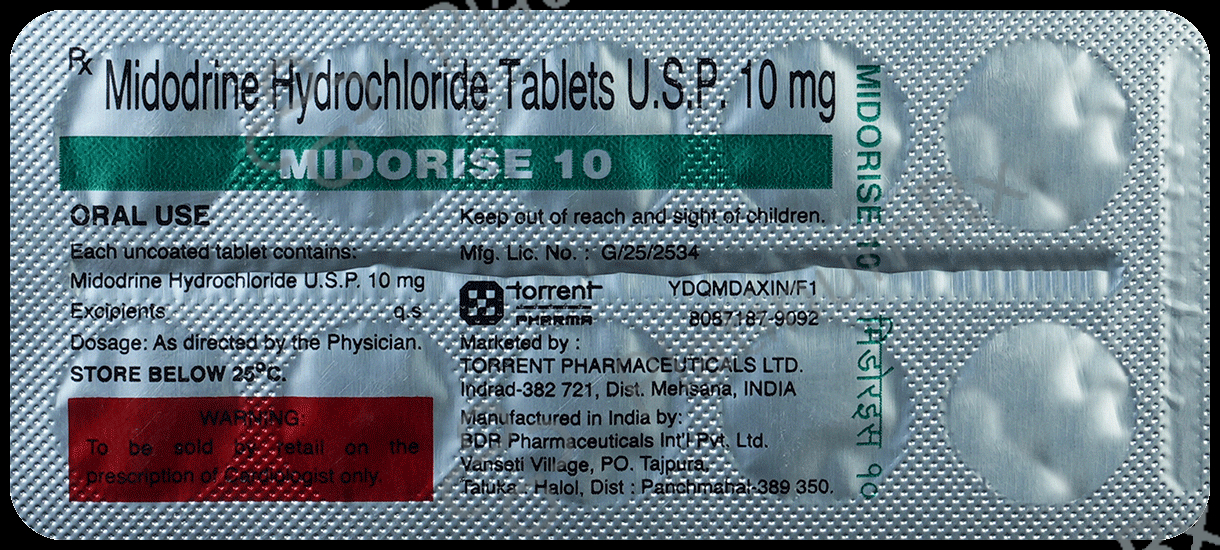 Rx Midodrine Hydrochloride Tablets U.S.P. 10 mg
MIDORISE 10
ORAL USE
Each uncoated tablet contains:
Midodrine Hydrochloride U.S.P. 10 mg
Excipients q.s
Dosage: As directed by the Physician.
STORE BELOW 25°C.
WARNING:
To be sold by retail on the
prescription of Cardiologist only.
Keep out of reach and sight of children.
Mfg. Lic. No. : G/25/2534
torrent
PHARMA
YDQMDAXIN/F1
8087187-9092
Marketed by :
TORRENT PHARMACEUTICALS LTD.
Indrad-382 721, Dist. Mehsana, INDIA
Manufactured in India by:
BDR Pharmaceuticals Int'l Pvt. Ltd.
Vanseti Village, PO. Tajpura,
Taluka : Halol, Dist : Panchmahal-389 350.
MIDORISE 10
मिडोरइस १०